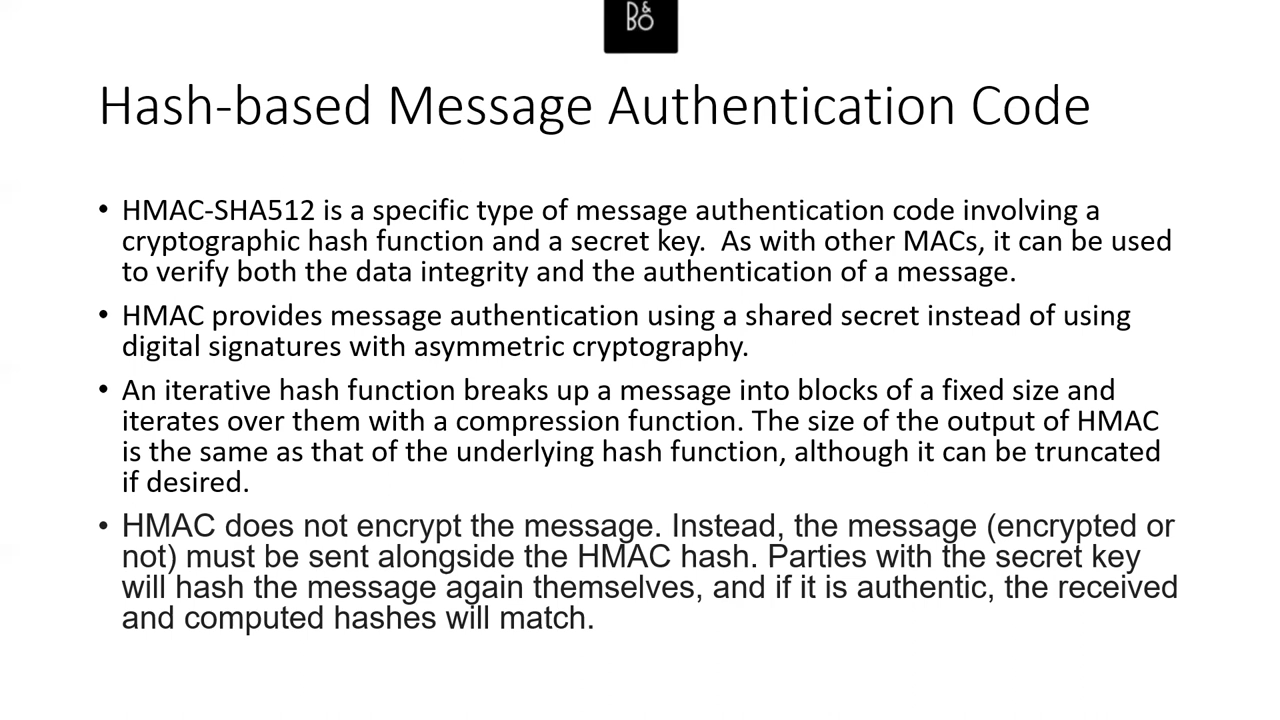 B&O
Hash-based Message Authentication Code
• HMAC-SHA512 is a specific type of message authentication code involving a
cryptographic hash function and a secret key.  As with other MACs, it can be used
to verify both the data integrity and the authentication of a message.
• HMAC provides message authentication using a shared secret instead of using
digital signatures with asymmetric cryptography.
• An iterative hash function breaks up a message into blocks of a fixed size and
iterates over them with a compression function. The size of the output of HMAC
is the same as that of the underlying hash function, although it can be truncated
if desired.
• HMAC does not encrypt the message. Instead, the message (encrypted or
not) must be sent alongside the HMAC hash. Parties with the secret key
will hash the message again themselves, and if it is authentic, the received
and computed hashes will match.